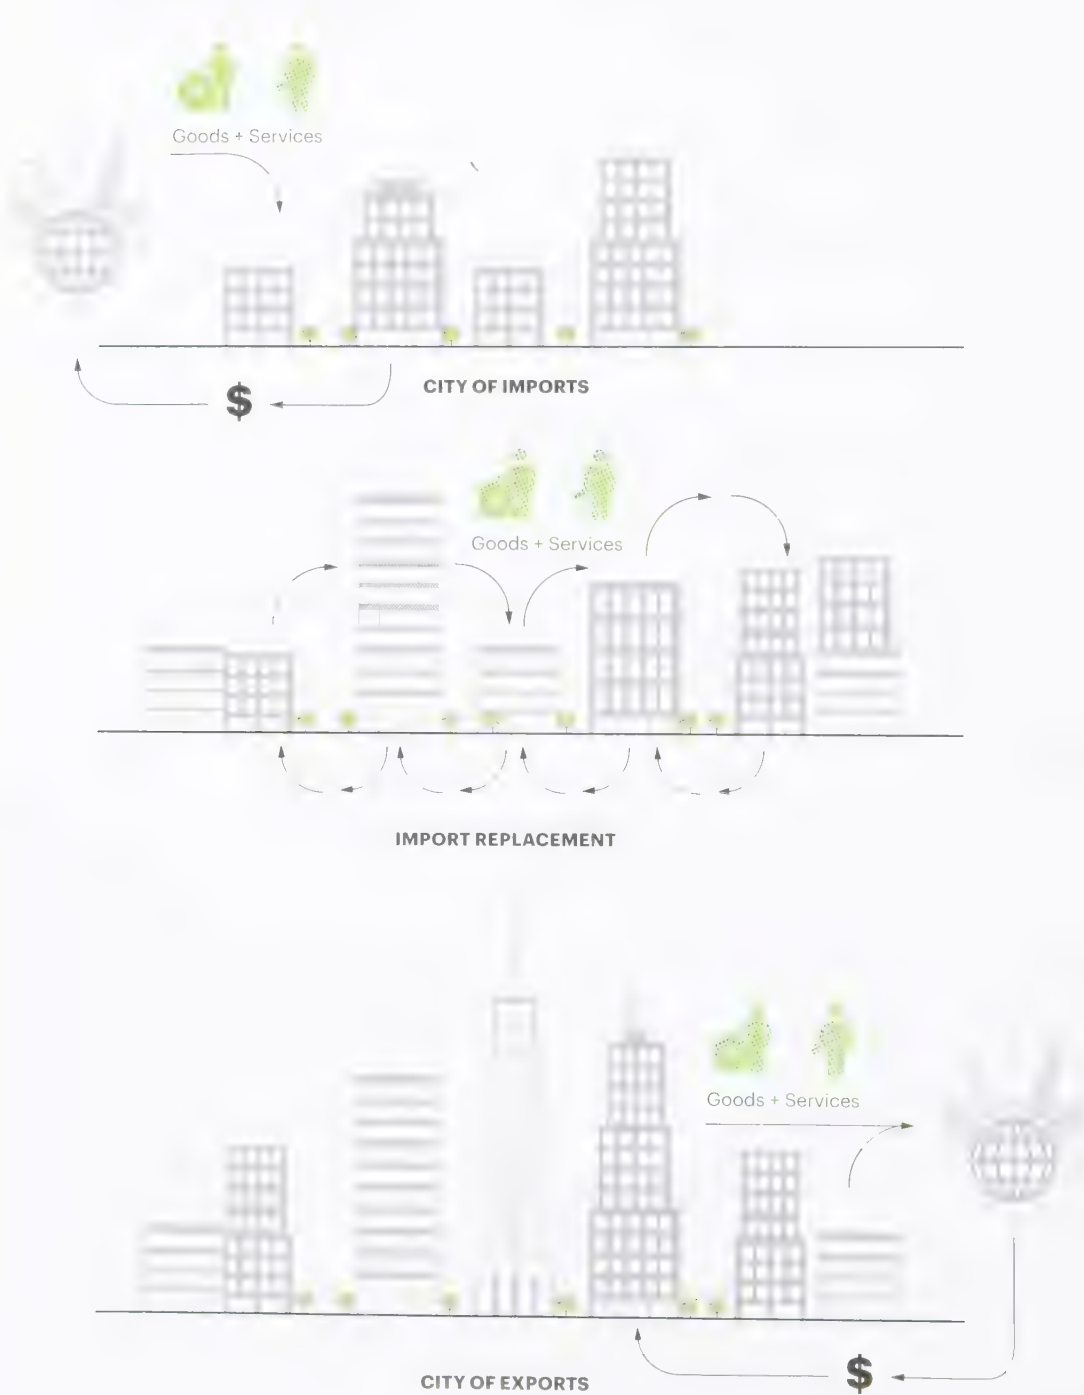 Goods + Services
$
CITY OF IMPORTS
Goods + Services
IMPORT REPLACEMENT
Goods + Services
$
CITY OF EXPORTS